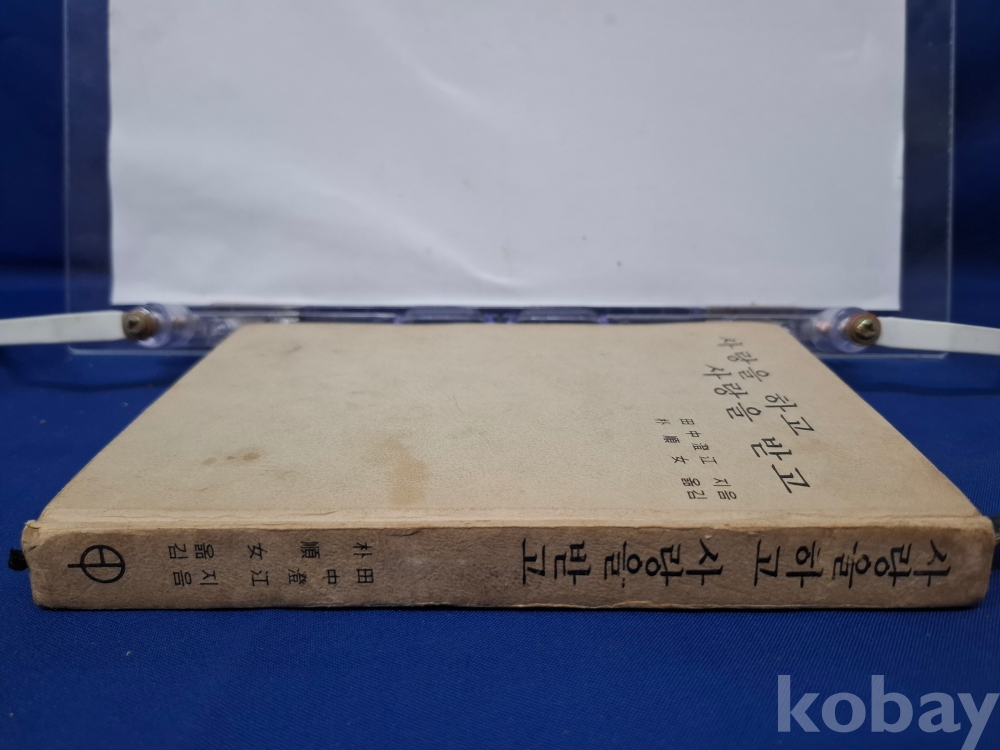 사랑을 하고
사랑을 받고
田中澄江 지음
朴順女 옮김
사랑을 하고
사랑을 받고
田中澄江 지음
朴順女 옮김
kobay